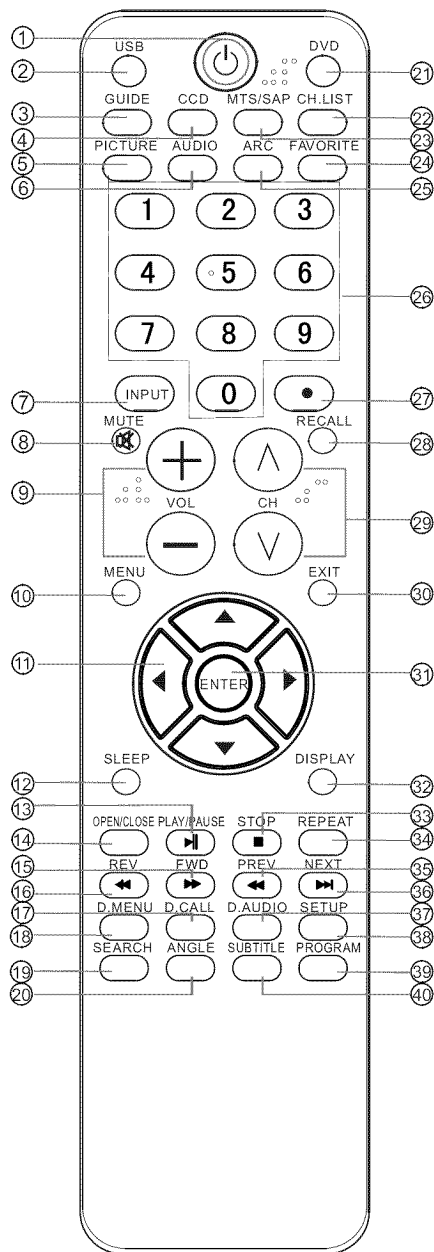 1
USB DVD
2 21
GUIDE CCD MTS/SAP CH.LIST
3 22
4 23
PICTURE AUDIO ARC FAVORITE
5 24
6 25
1 2 3
4 5 6
26
7 8 9
7 INPUT 0 27
MUTE RECALL
8 28
9 VOL CH 29
MENU EXIT
10 30
11 ENTER 31
SLEEP DISPLAY
12 32
13 33
OPEN/CLOSE PLAY/PAUSE STOP REPEAT
14 34
15 35
REV FWD PREV NEXT
16 36
17 37
D.MENU D.CALL D.AUDIO SETUP
18 38
SEARCH ANGLE SUBTITLE PROGRAM
19 39
20 40